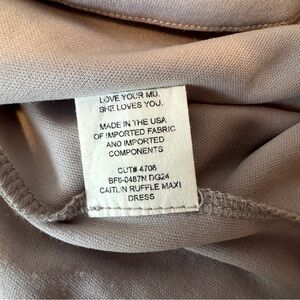 LOVE YOUR MU.
SHE LOVES YOU.
MADE IN THE USA
OF IMPORTED FABRIC
AND IMPORTED
COMPONENTS
CUT# 4706
BF8-0487N DG24
CAITLIN RUFFLE MAXI
DRESS